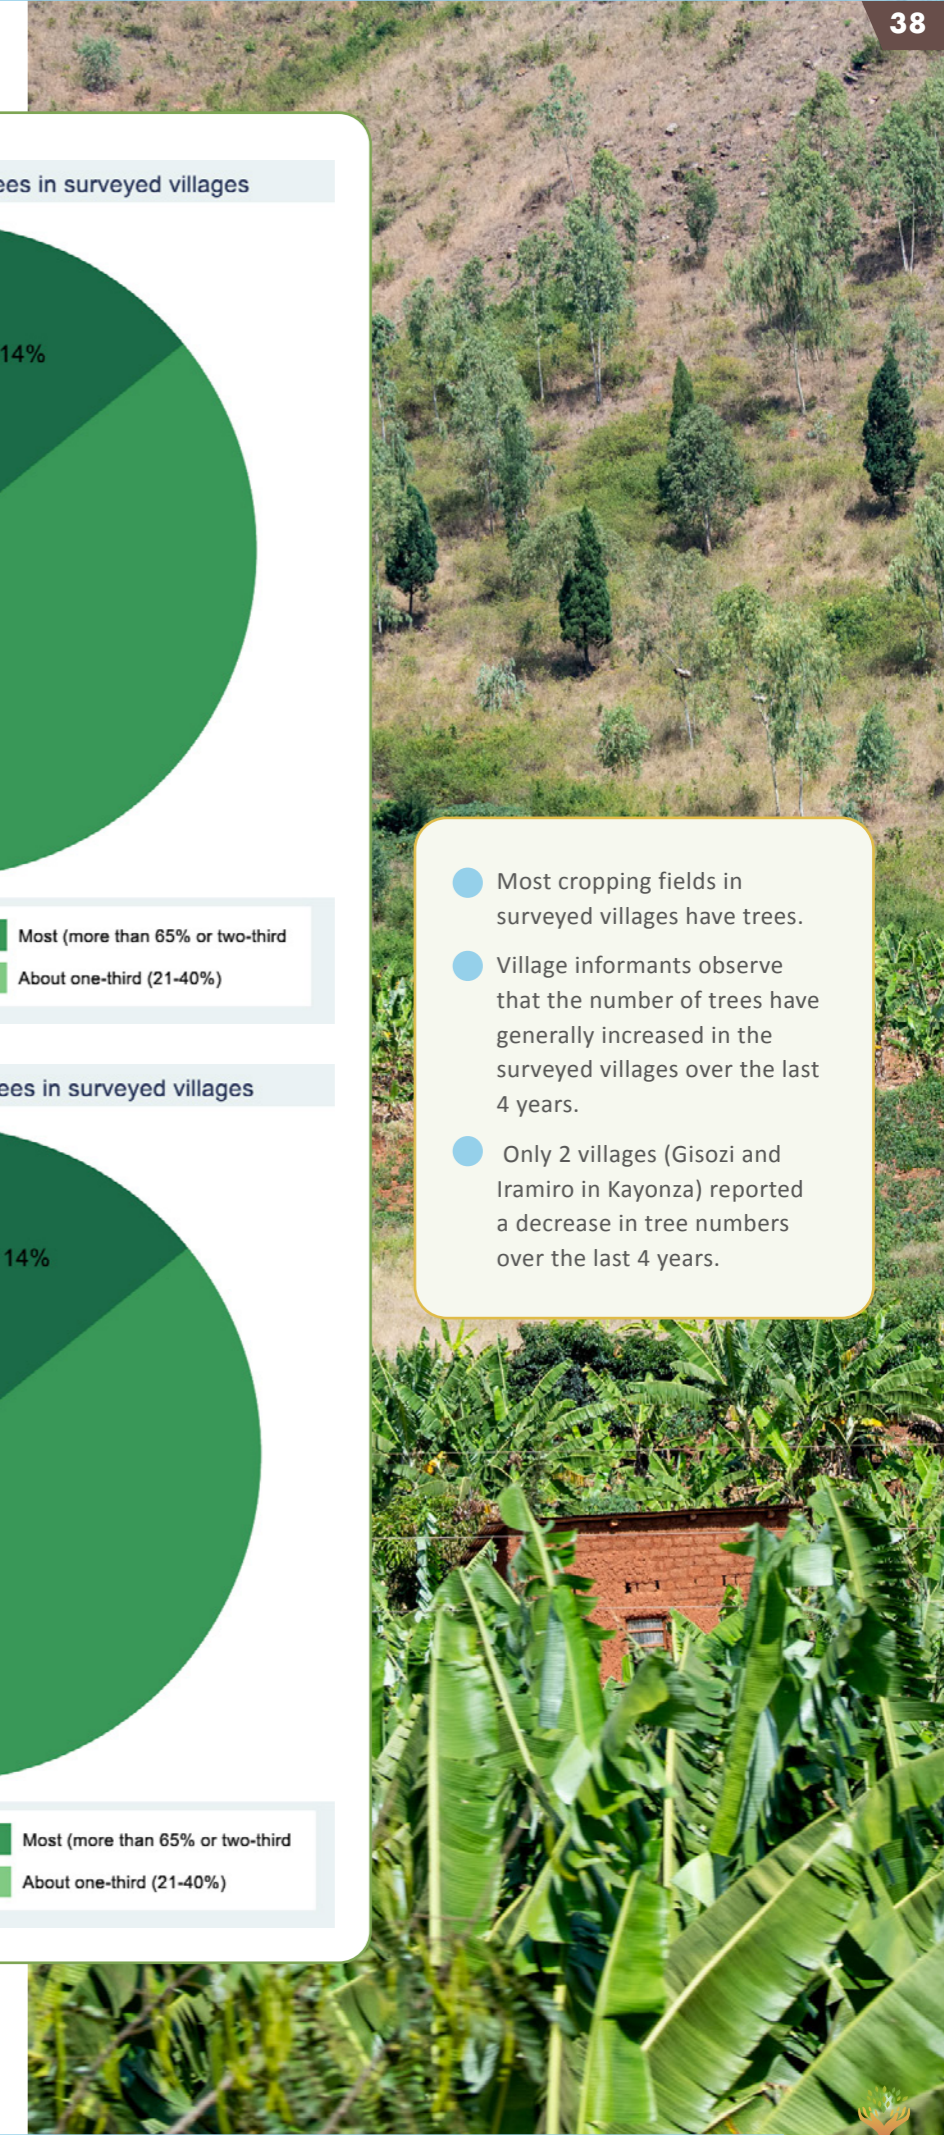 38
ees in surveyed villages
14%
Most (more than 65% or two-third
About one-third (21-40%)
ees in surveyed villages
14%
Most (more than 65% or two-third
About one-third (21-40%)
Most cropping fields in
surveyed villages have trees.
Village informants observe
that the number of trees have
generally increased in the
surveyed villages over the last
4 years.
Only 2 villages (Gisozi and
Iramiro in Kayonza) reported
a decrease in tree numbers
over the last 4 years.